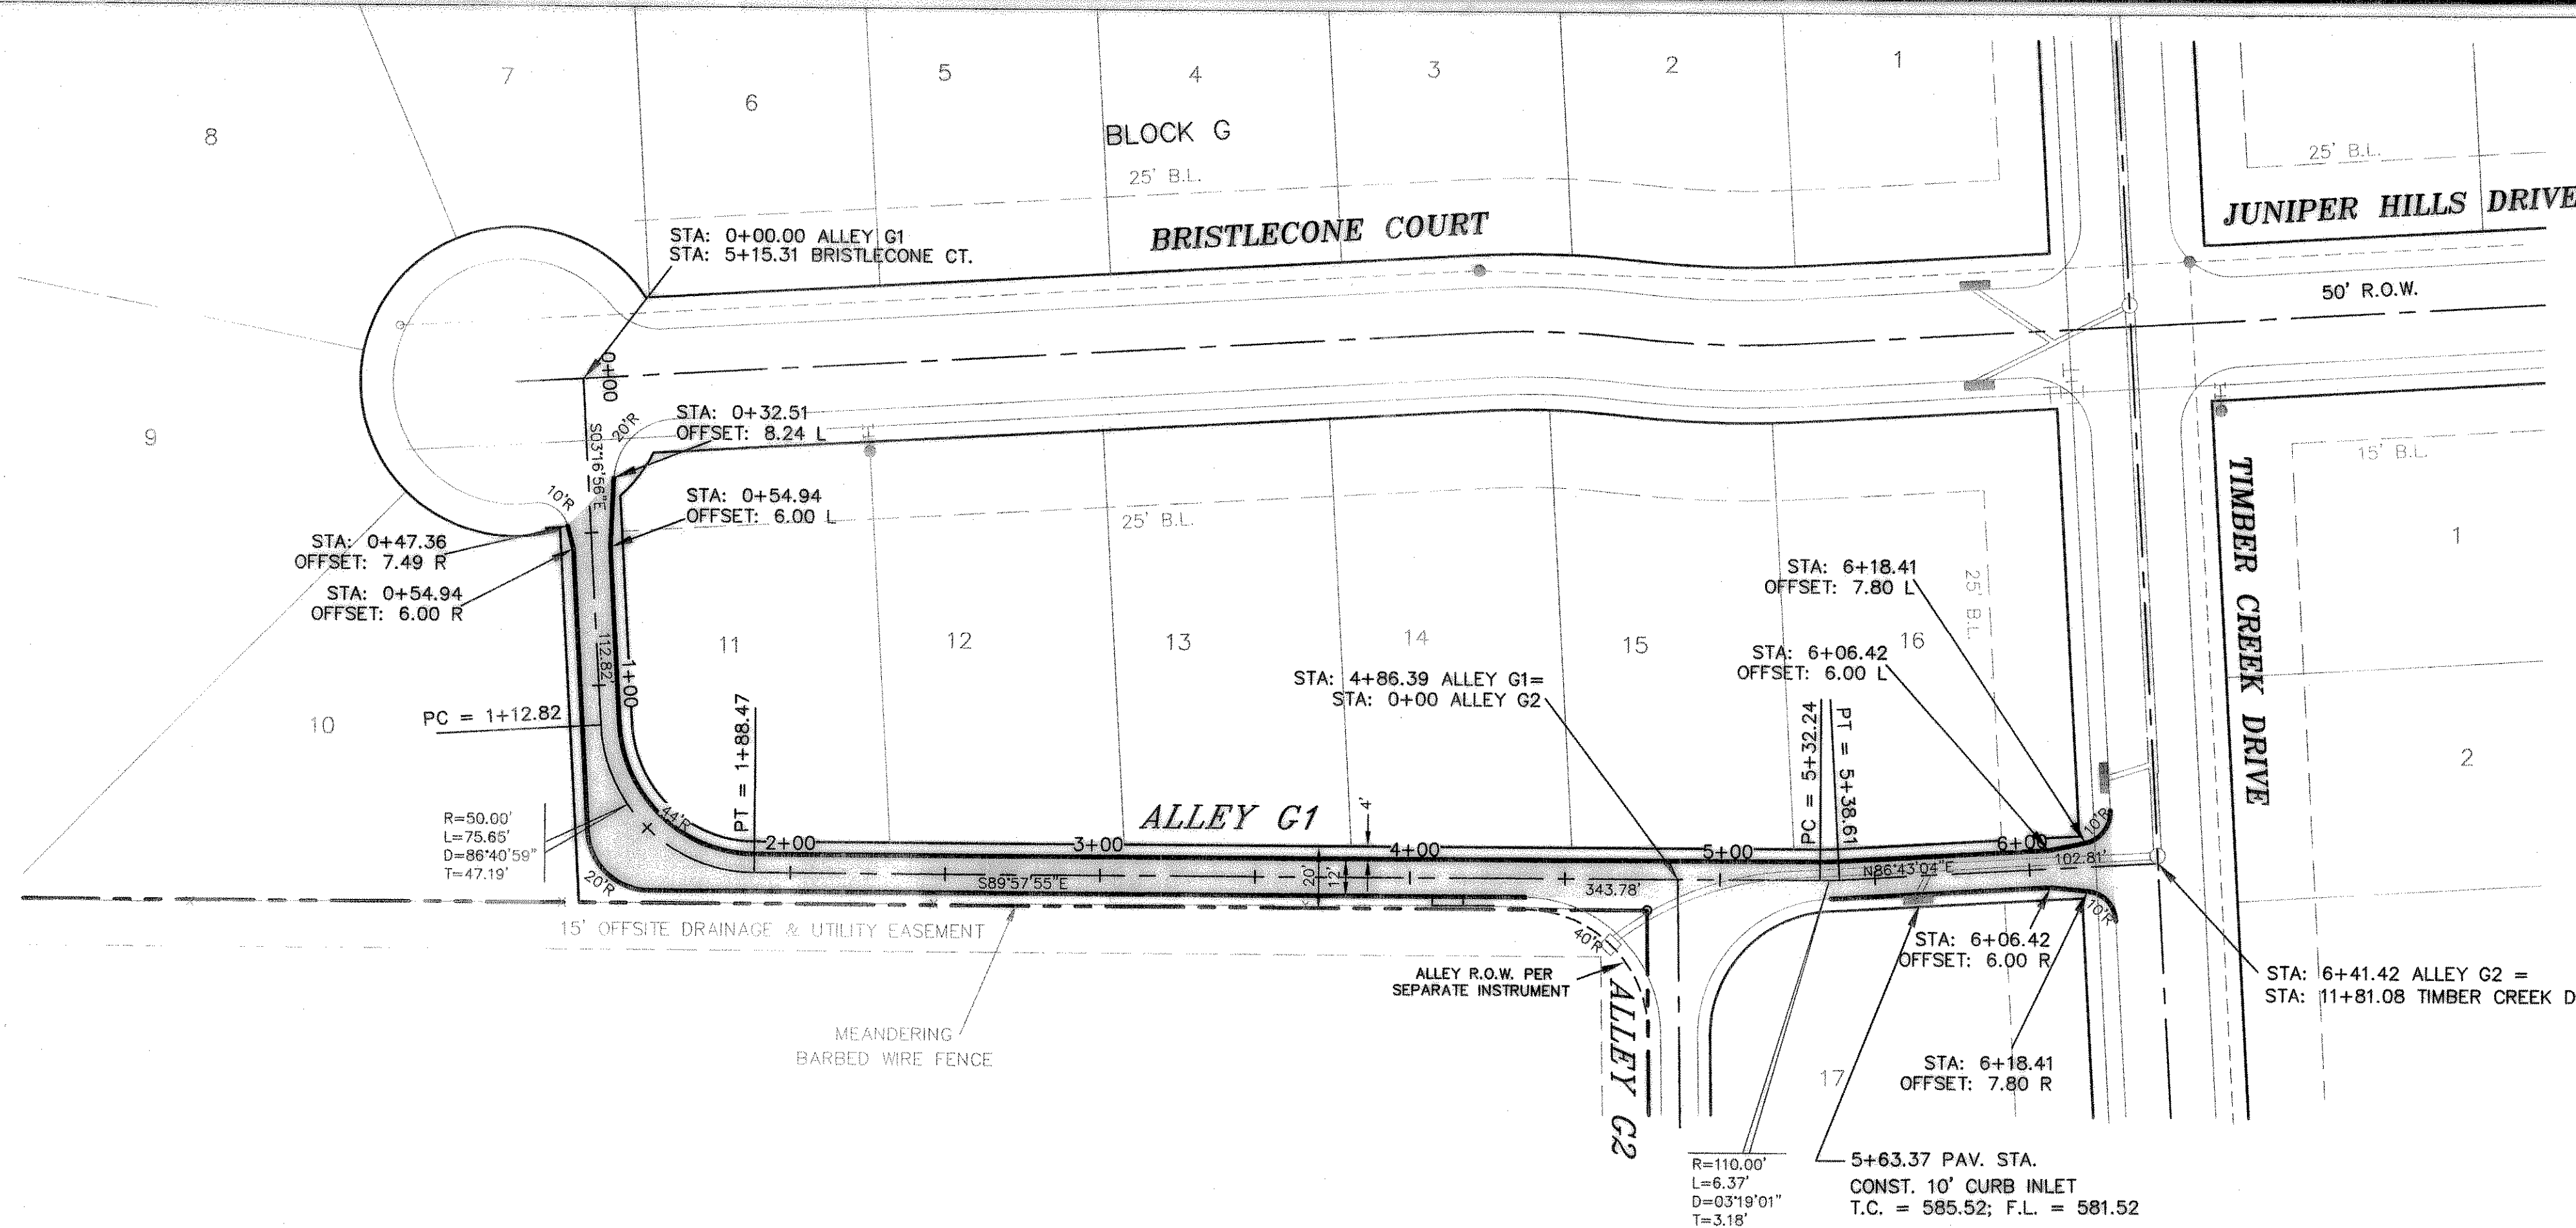 7
5
4
3
2
1
6
8
BLOCK G
25' B.L.
25' B.L.
JUNIPER HILLS DRIVE
BRISTLECONE COURT
STA: 0+00.00 ALLEY G1
STA: 5+15.31 BRISTLECONE CT.
50' R.O.W.
0+00
STA: 0+32.51
OFFSET: 8.24 L
20'R
S03°16'56"E
9
10'R
STA: 0+54.94
OFFSET: 6.00 L
25' B.L.
15' B.L.
TIMBER CREEK DRIVE
1
STA: 0+47.36
OFFSET: 7.49 R
STA: 0+54.94
OFFSET: 6.00 R
STA: 6+18.41
OFFSET: 7.80 L
25' B.L.
11
12
13
14
15
16
112.82'
1+00
STA: 6+06.42
OFFSET: 6.00 L
STA: 4+86.39 ALLEY G1=
STA: 0+00 ALLEY G2
10
PC = 1+12.82
PT = 1+88.47
PC = 5+32.24
PT = 5+38.61
2
R=50.00'
L=75.65'
D=86°40'59"
T=47.19'
44'R
ALLEY G1
4'
2+00
3+00
4+00
5+00
6+00
10'R
20'R
S89°57'55"E
20'
12'
343.78'
N86°43'04"E
102.81'
15' OFFSITE DRAINAGE & UTILITY EASEMENT
40'R
10'R
STA: 6+06.42
OFFSET: 6.00 R
ALLEY R.O.W. PER
SEPARATE INSTRUMENT
STA: 6+41.42 ALLEY G2 =
STA: 11+81.08 TIMBER CREEK D
MEANDERING
BARBED WIRE FENCE
ALLEY G2
17
STA: 6+18.41
OFFSET: 7.80 R
R=110.00'
L=6.37'
D=03°19'01"
T=3.18'
5+63.37 PAV. STA.
CONST. 10' CURB INLET
T.C. = 585.52; F.L. = 581.52